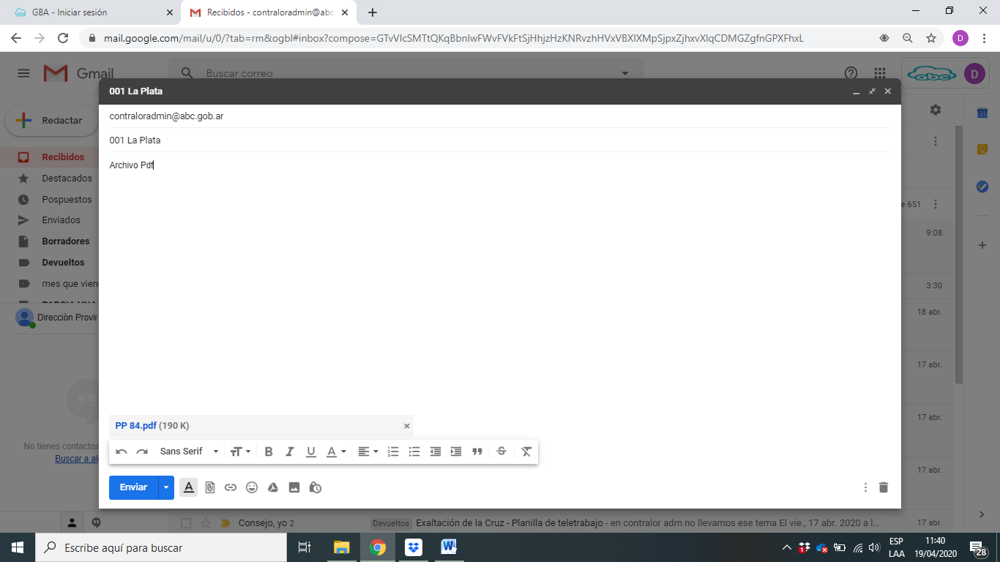 GBA - Iniciar sesión
Recibidos - contraloradmin@abc.
mail.google.com/mail/u/0/?tab=rm&ogbl#inbox?compose=GTvVlcSMTtQKqBbnlwFWvFVkFtSjHhjzHzKNRvzhHVxVBXlXMpSjpxZjhxvXlqCDMGZgfnGPXFhxL
D
Gmail
Buscar correo
abc
D
001 La Plata
contraloradmin@abc.gob.ar
001 La Plata
Archivo Pdf
Redactar
Recibidos
Destacados
Pospuestos
Enviados
Borradores
Devueltos
mes que vien
Direcciòn Provin
No tienes contactos
Buscar a al
31
e 651
9:08
3:30
18 abr.
17 abr.
17 abr.
17 abr.
PP 84.pdf (190 K)
Sans Serif
Enviar
Consejo, yo 2
Devueltos
Exaltación de la Cruz - Planilla de teletrabajo - en contralor adm no llevamos ese tema El vie., 17 abr. 2020 a l...
17 abr.
Escribe aquí para buscar
ESP
LAA
11:40
19/04/2020
28